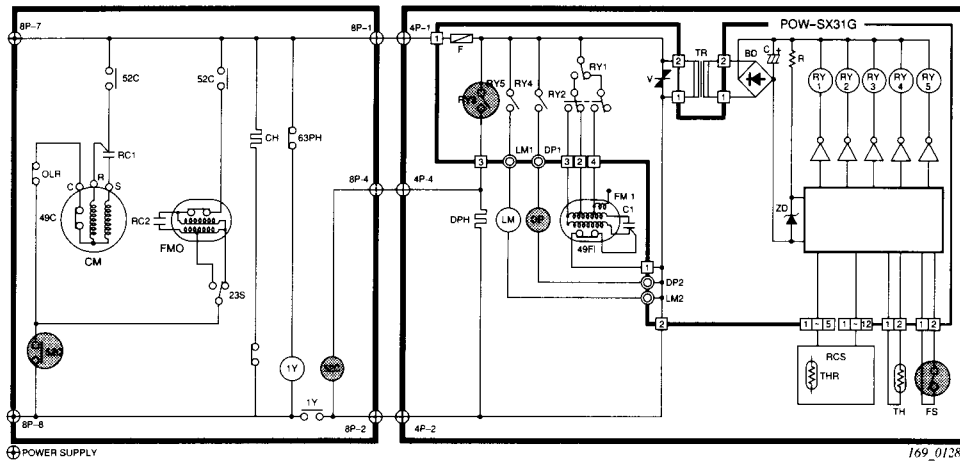 8P-7
8P-1
4P-1
1
F
POW-SX31G
TR
2
2
BD
C
+
R
V
1
1
RY1
RY5
RY4
RY2
RY
1
RY
2
RY
3
RY
4
RY
5
52C
52C
CH
63PH
RC1
OLR
C
R
S
49C
CM
RC2
FMO
23S
8P-4
4P-4
3
LM1
DP1
3
2
4
DPH
LM
DP
FM 1
C1
49FI
ZD
1
DP2
LM2
2
1
~
5
1
~
12
1
2
1
2
RCS
THR
TH
FS
1Y
52C
1Y
8P-8
8P-2
4P-2
POWER SUPPLY
169_0128